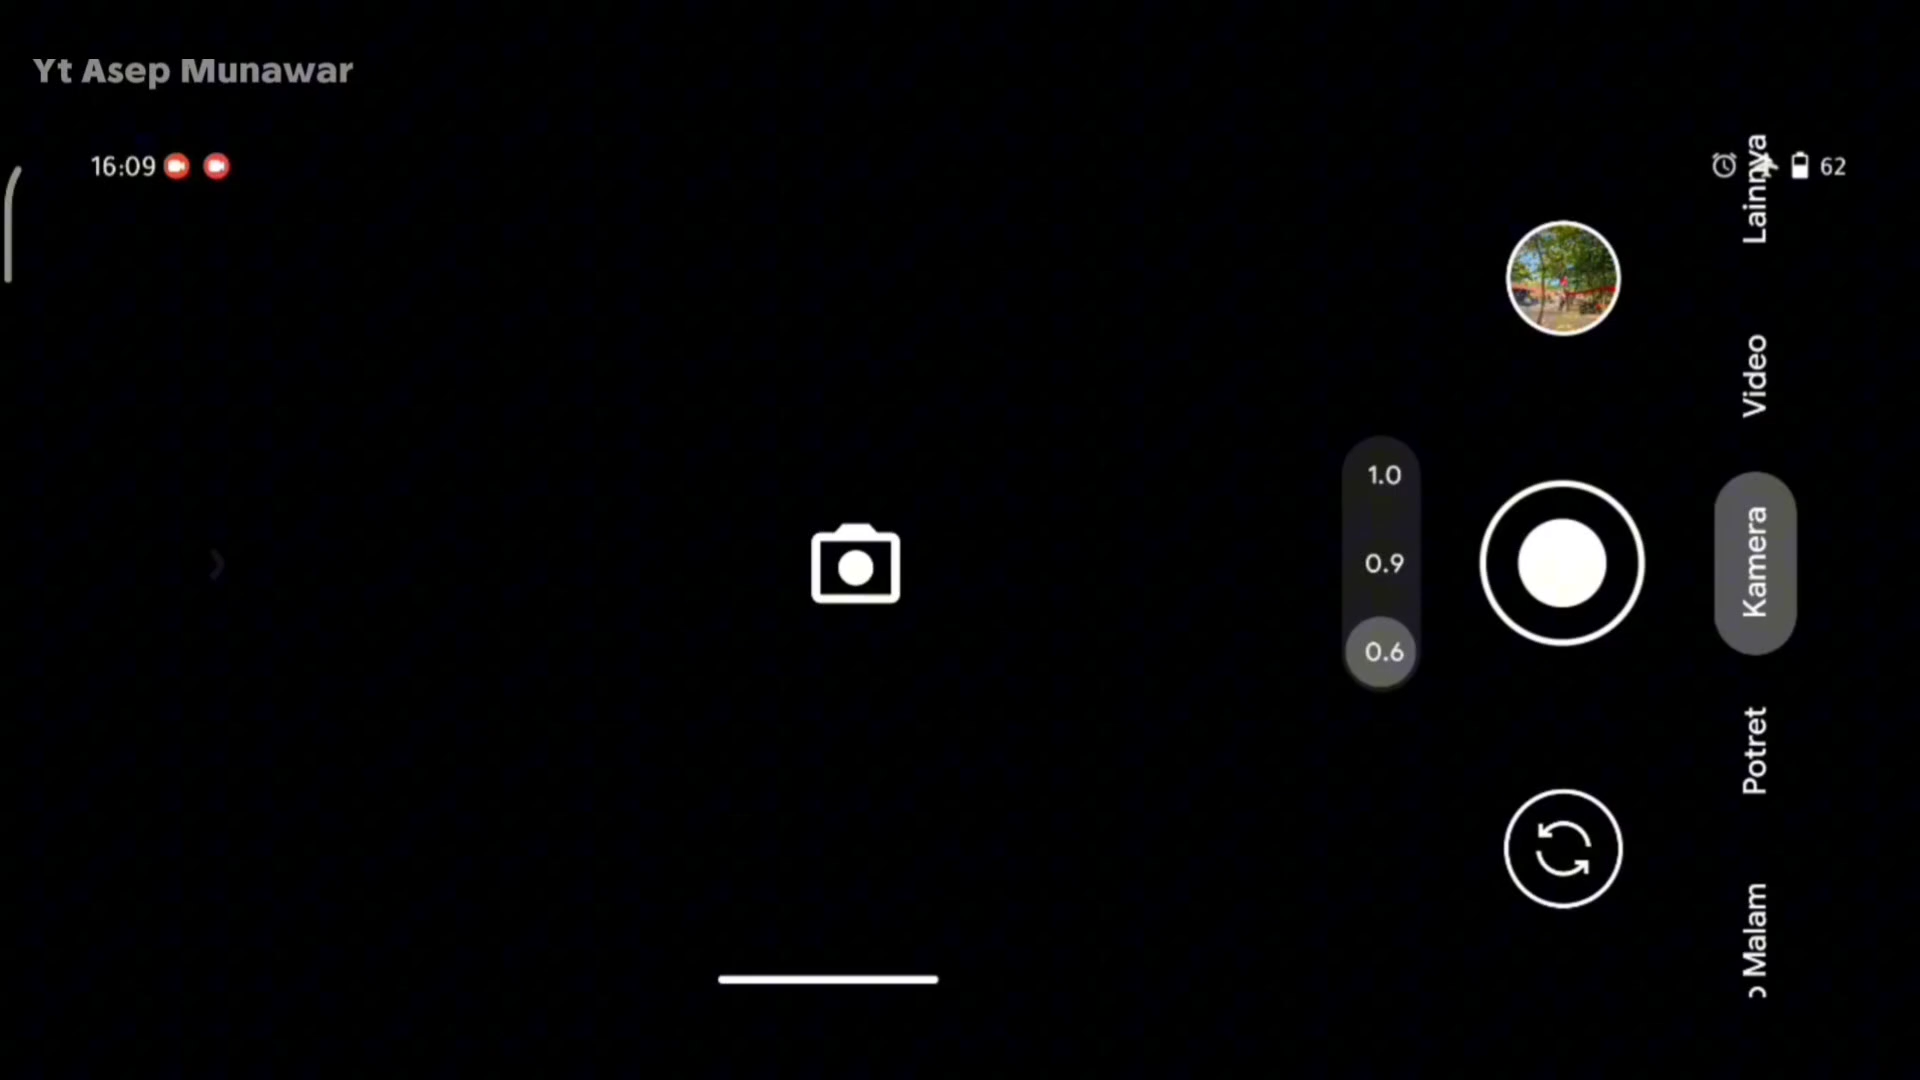 Yt Asep Munawar
16:09
62
Lainnya
Video
1.0
0.9
Kamera
0.6
Potret
Malam